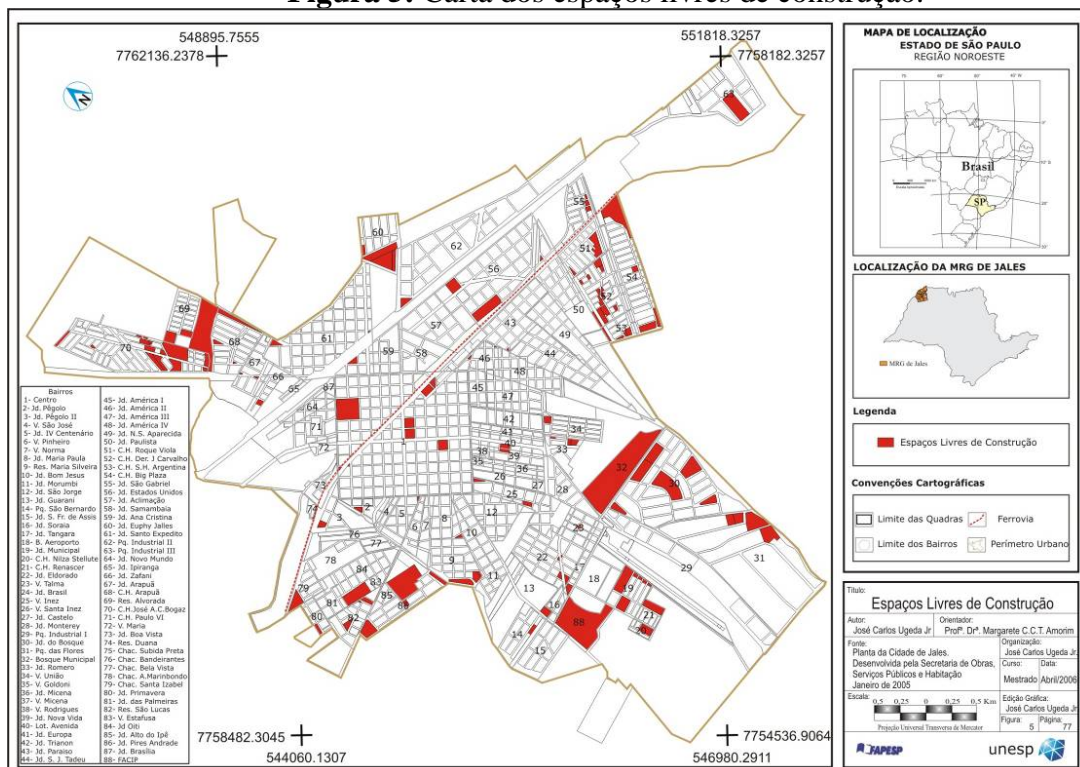 Figura 5: Carta dos espaços livres de construção.
548895.7555
7762136.2378
551818.3257
7758182.3257
7758482.3045
544060.1307
7754536.9064
546980.2911
N
Bairros
1- Centro
2- Jd. Pêgolo
3- Jd. Pêgolo II
4- V. São José
5- Jd. IV Centenário
6- V. Pinheiro
7- V. Norma
8- Jd. Maria Paula
9- Res. Maria Silveira
10- Jd. Bom Jesus
11- Jd. Morumbi
12- Jd. São Jorge
13- Jd. Guarani
14- Pq. São Bernardo
15- Jd. S. Fr. de Assis
16- Jd. Soraia
17- Jd. Tangara
18- B. Aeroporto
19- Jd. Municipal
20- C.H. Nilza Stellute
21- C.H. Renascer
22- Jd. Eldorado
23- V. Talma
24- Jd. Brasil
25- V. Inez
26- V. Santa Inez
27- Jd. Castelo
28- Jd. Monterey
29- Pq. Industrial I
30- Jd. do Bosque
31- Pq. das Flores
32- Bosque Municipal
33- Jd. Romero
34- V. União
35- V. Goldoni
36- Jd. Micena
37- V. Micena
38- V. Rodrigues
39- Jd. Nova Vida
40- Lot. Avenida
41- Jd. Europa
42- Jd. Trianon
43- Jd. Paraiso
44- Jd. S. J. Tadeu
45- Jd. América I
46- Jd. América II
47- Jd. América III
48- Jd. América IV
49- Jd. N.S. Aparecida
50- Jd. Paulista
51- C.H. Roque Viola
52- C.H. Der. J Carvalho
53- C.H. S.H. Argentina
54- C.H. Big Plaza
55- Jd. São Gabriel
56- Jd. Estados Unidos
57- Jd. Aclimação
58- Jd. Samambaia
59- Jd. Ana Cristina
60- Jd. Euphy Jalles
61- Jd. Santo Expedito
62- Pq. Industrial II
63- Pq. Industrial III
64- Jd. Novo Mundo
65- Jd. Ipiranga
66- Jd. Zafani
67- Jd. Arapuã
68- C.H. Arapuã
69- Res. Alvorada
70- C.H.José A.C.Bogaz
71- C.H. Paulo VI
72- V. Maria
73- Jd. Boa Vista
74- Res. Duana
75- Chac. Subida Preta
76- Chac. Bandeirantes
77- Chac. Bela Vista
78- Chac. A.Marinbondo
79- Chac. Santa Izabel
80- Jd. Primavera
81- Jd. das Palmeiras
82- Res. São Lucas
83- V. Estafusa
84- Jd Oiti
85- Jd. Alto do Ipê
86- Jd. Pires Andrade
87- Jd. Brasília
88- FACIP
MAPA DE LOCALIZAÇÃO
ESTADO DE SÃO PAULO
REGIÃO NOROESTE
Brasil
SP
LOCALIZAÇÃO DA MRG DE JALES
MRG de Jales
Legenda
Espaços Livres de Construção
Convenções Cartográficas
Limite das Quadras
Ferrovia
Limite dos Bairros
Perímetro Urbano
Título:
Espaços Livres de Construção
Autor:
José Carlos Ugeda Jr
Orientador:
Profª. Drª. Margarete C.C.T. Amorim
Fonte:
Planta da Cidade de Jales.
Desenvolvida pela Secretaria de Obras,
Serviços Públicos e Habitação
Janeiro de 2005
Organização:
José Carlos Ugeda Jr.
Curso:
Mestrado
Data:
Abril/2006
Escala:
0,5 0,25 0 0,25 0,5 Km
Projeção Universal Transversa de Mercator
Edição Gráfica:
José Carlos Ugeda Jr
Figura:
5
Página:
77
FAPESP
unesp